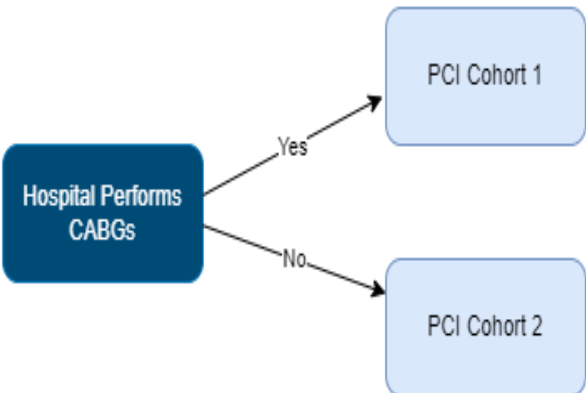 PCI Cohort 1
Yes
Hospital Performs
CABGs
No
PCI Cohort 2